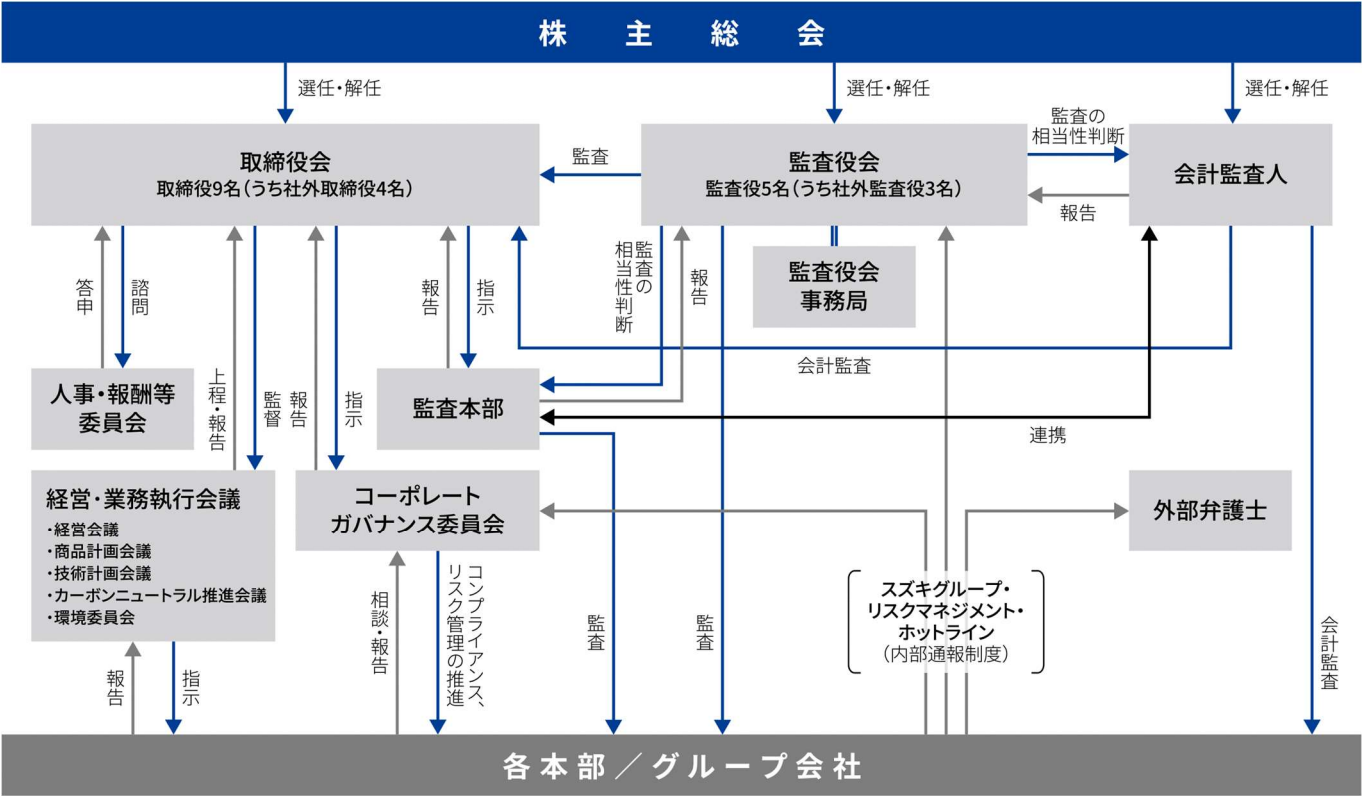 株主総会
選任・解任
選任・解任
選任・解任
取締役会
取締役9名（うち社外取締役4名）
監査
監査役会
監査役5名（うち社外監査役3名）
監査の
相当性判断
報告
会計監査人
答申
諮問
上程・報告
監督
報告
指示
報告
指示
監査の
相当性判断
報告
監査役会
事務局
会計監査
人事・報酬等
委員会
監査本部
連携
経営・業務執行会議
・経営会議
・商品計画会議
・技術計画会議
・カーボンニュートラル推進会議
・環境委員会
コーポレート
ガバナンス委員会
外部弁護士
報告
指示
相談・報告
コンプライアンス、
リスク管理の推進
監査
監査
スズキグループ・
リスクマネジメント・
ホットライン
（内部通報制度）
会計監査
各本部／グループ会社